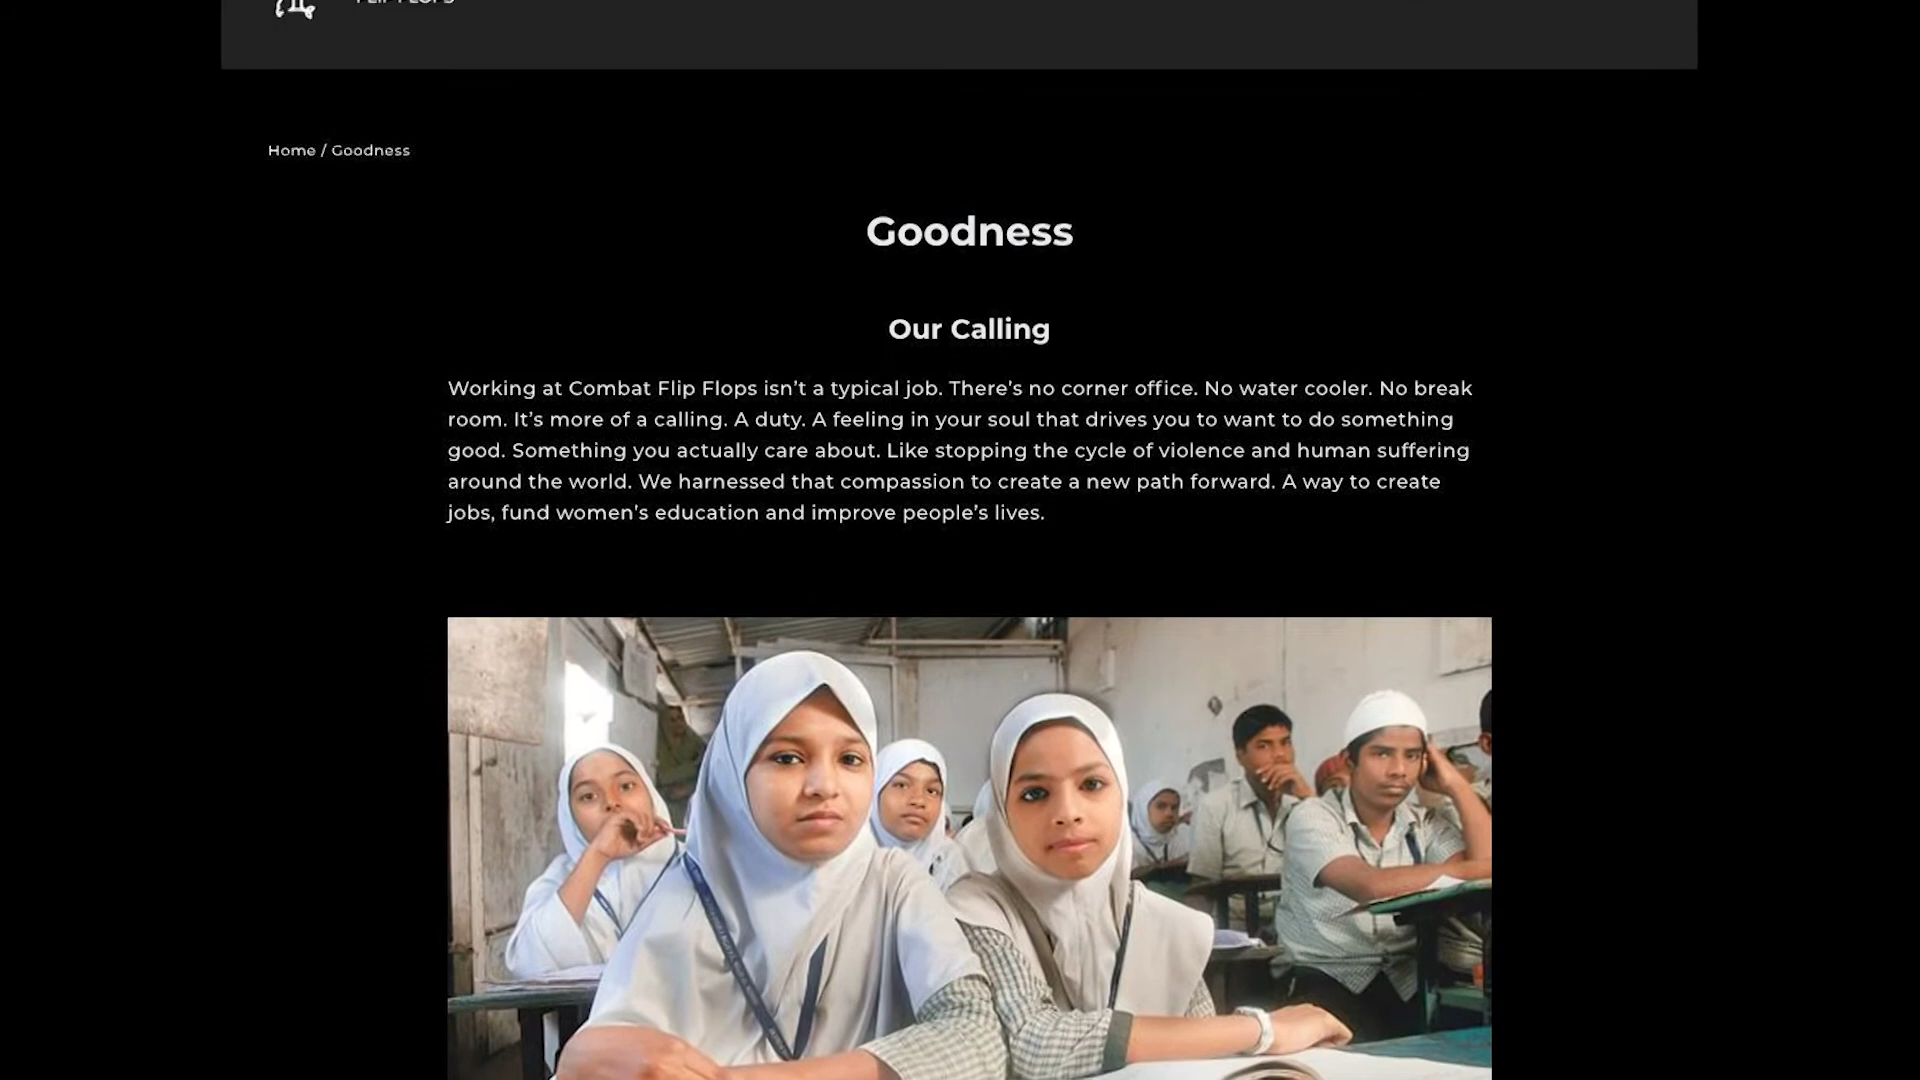 FLIP FLOPS
Home / Goodness
Goodness
Our Calling
Working at Combat Flip Flops isn’t a typical job. There’s no corner office. No water cooler. No break
room. It’s more of a calling. A duty. A feeling in your soul that drives you to want to do something
good. Something you actually care about. Like stopping the cycle of violence and human suffering
around the world. We harnessed that compassion to create a new path forward. A way to create
jobs, fund women’s education and improve people’s lives.